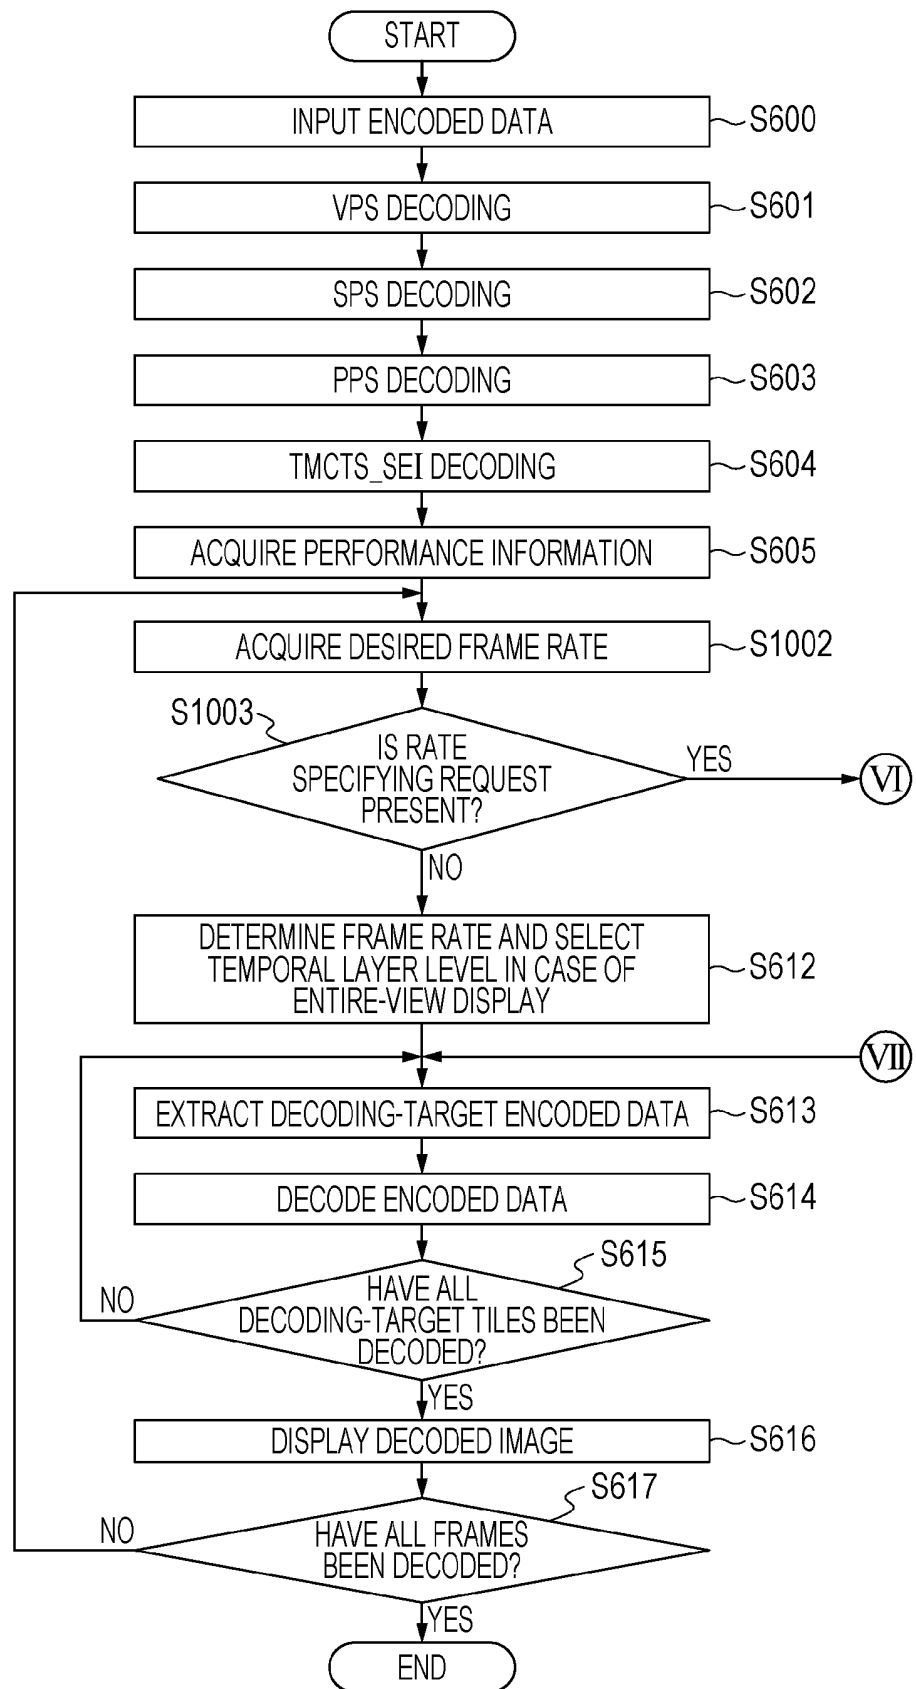 START
INPUT ENCODED DATA
S600
VPS DECODING
S601
SPS DECODING
S602
PPS DECODING
S603
TMCTS_SEI DECODING
S604
ACQUIRE PERFORMANCE INFORMATION
S605
ACQUIRE DESIRED FRAME RATE
S1002
S1003
IS RATE
SPECIFYING REQUEST
PRESENT?
YES
VI
NO
DETERMINE FRAME RATE AND SELECT
TEMPORAL LAYER LEVEL IN CASE OF
ENTIRE-VIEW DISPLAY
S612
VII
EXTRACT DECODING-TARGET ENCODED DATA
S613
DECODE ENCODED DATA
S614
S615
HAVE ALL
DECODING-TARGET TILES BEEN
DECODED?
NO
YES
DISPLAY DECODED IMAGE
S616
S617
HAVE ALL FRAMES
BEEN DECODED?
NO
YES
END